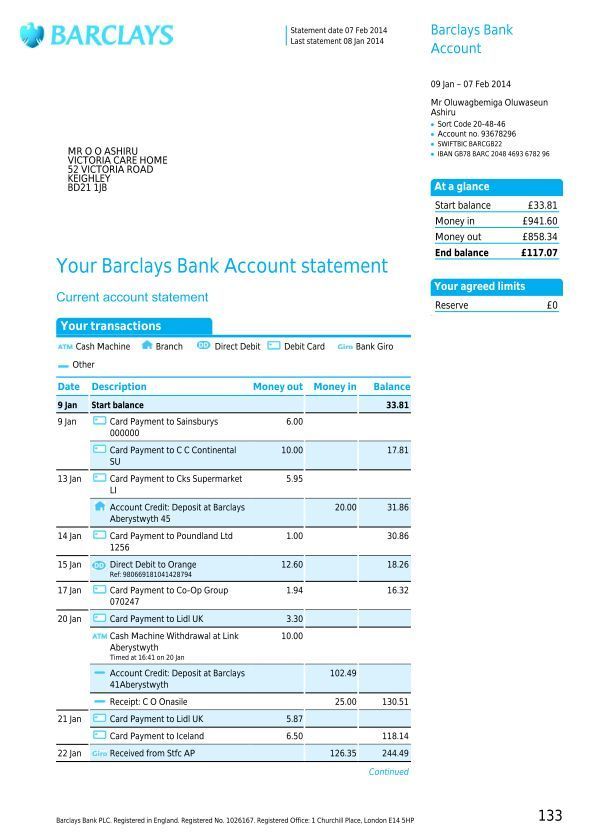 BARCLAYS
Statement date 07 Feb 2014
Last statement 08 Jan 2014
Barclays Bank
Account
09 Jan – 07 Feb 2014
Mr Oluwagbemiga Oluwaseun
Ashiru
• Sort Code 20-48-46
• Account no. 93678296
• SWIFTBIC BARCGB22
• IBAN GB78 BARC 2048 4693 6782 96
MR O O ASHIRU
VICTORIA CARE HOME
52 VICTORIA ROAD
KEIGHLEY
BD21 1JB
At a glance
Start balance £33.81
Money in £941.60
Money out £858.34
End balance £117.07
Your agreed limits
Reserve £0
Your Barclays Bank Account statement
Current account statement
Your transactions
ATM Cash Machine Branch DD Direct Debit Debit Card Giro Bank Giro
Other
Date Description Money out Money in Balance
9 Jan Start balance 33.81
9 Jan Card Payment to Sainsburys 6.00
000000
Card Payment to C C Continental 10.00 17.81
SU
13 Jan Card Payment to Cks Supermarket 5.95
LI
Account Credit: Deposit at Barclays 20.00 31.86
Aberystwyth 45
14 Jan Card Payment to Poundland Ltd 1.00 30.86
1256
15 Jan DD Direct Debit to Orange 12.60 18.26
Ref: 980669181041428794
17 Jan Card Payment to Co-Op Group 1.94 16.32
070247
20 Jan Card Payment to Lidl UK 3.30
ATM Cash Machine Withdrawal at Link 10.00
Aberystwyth
Timed at 16:41 on 20 Jan
Account Credit: Deposit at Barclays 102.49
41Aberystwyth
Receipt: C O Onasile 25.00 130.51
21 Jan Card Payment to Lidl UK 5.87
Card Payment to Iceland 6.50 118.14
22 Jan Giro Received from Stfc AP 126.35 244.49
Continued
Barclays Bank PLC. Registered in England. Registered No. 1026167. Registered Office: 1 Churchill Place, London E14 5HP
133